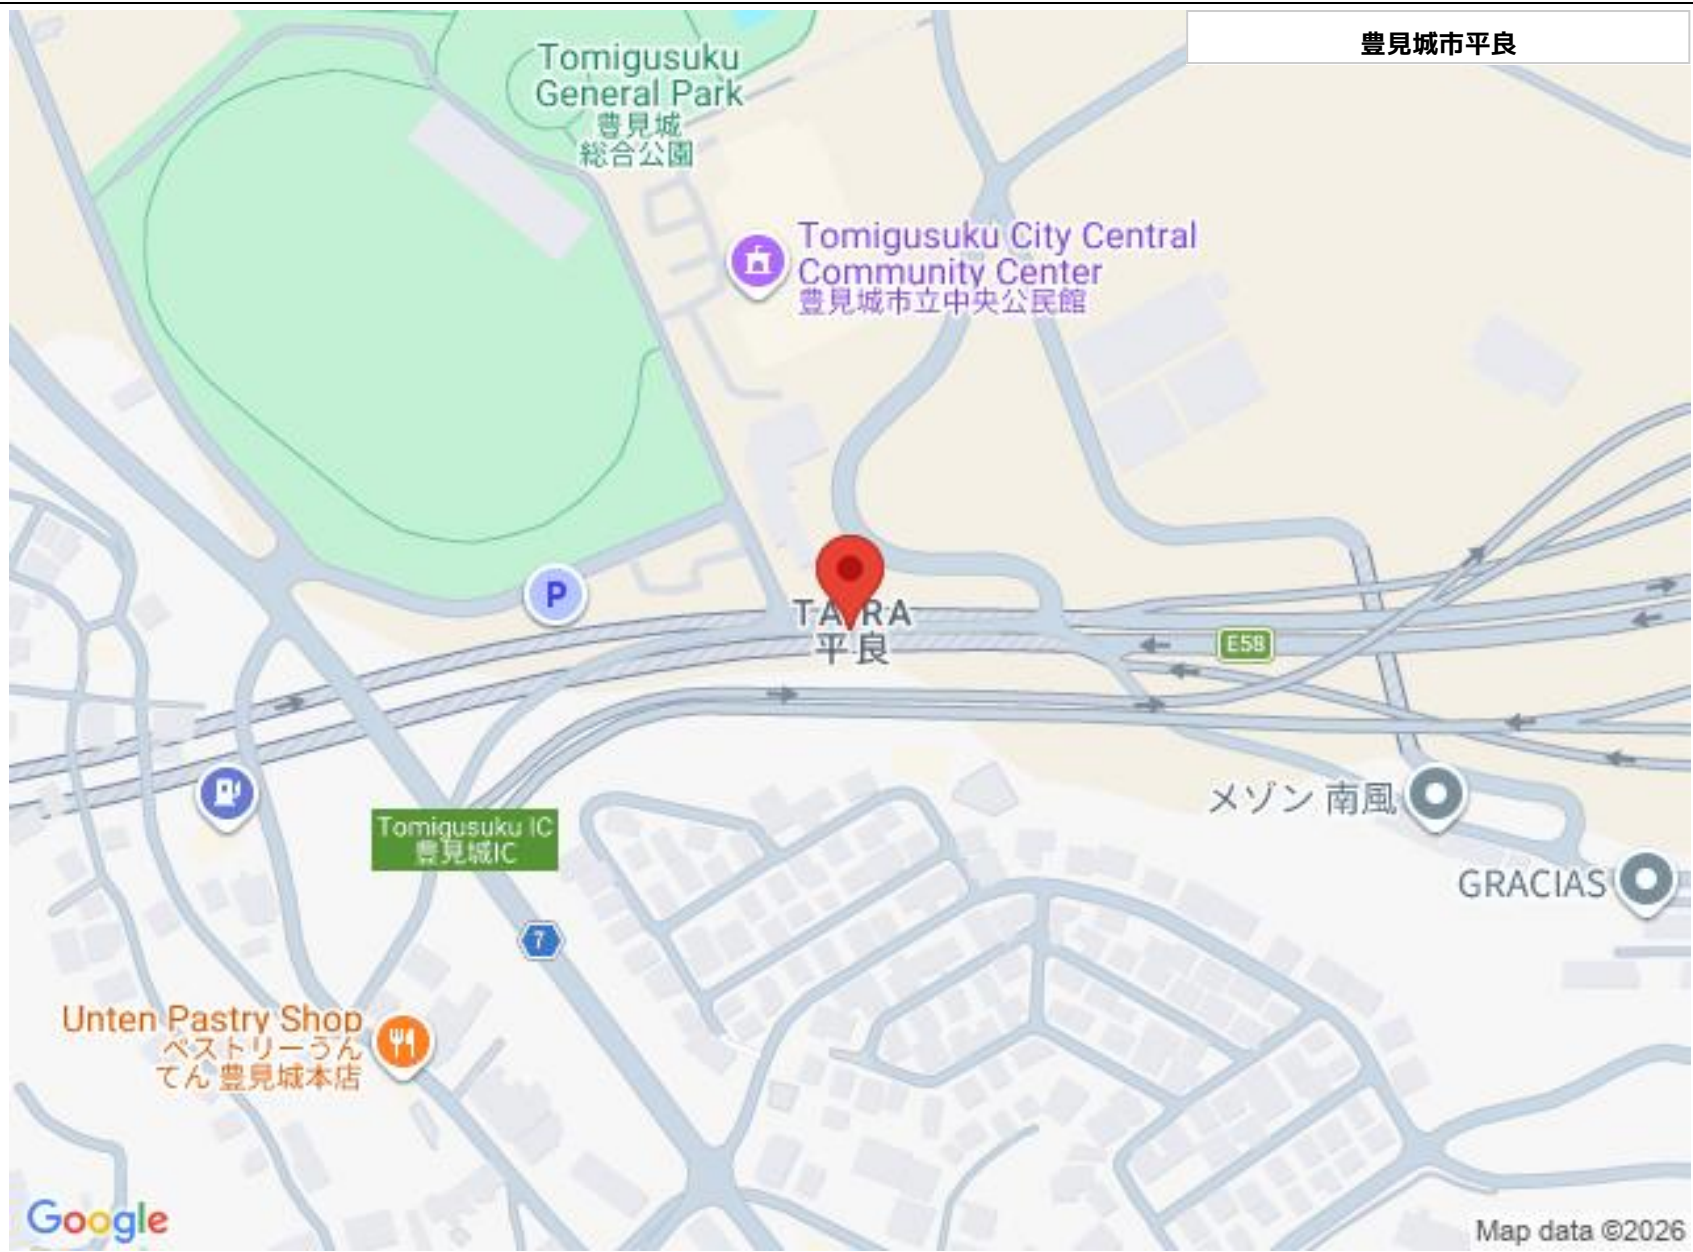 豊見城市平良
Tomigusuku
General Park
豊見城
総合公園
Tomigusuku City Central
Community Center
豊見城市立中央公民館
P
TAIRA
平良
E58
メゾン 南風
Tomigusuku IC
豊見城IC
GRACIAS
7
Unten Pastry Shop
ペストリーうん
てん 豊見城本店
Google
Map data ©2026